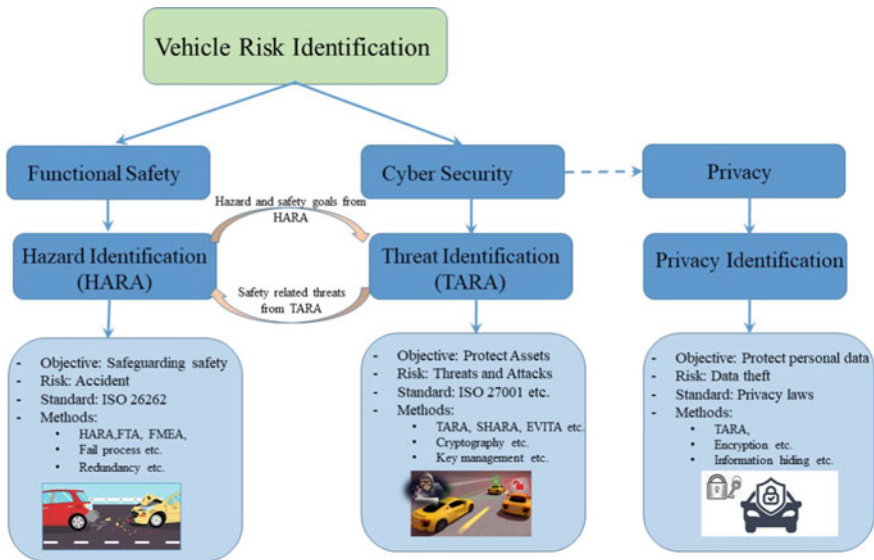 Vehicle Risk Identification
Functional Safety
Cyber Security
Privacy
Hazard and safety goals from
HARA
Hazard Identification
(HARA)
Threat Identification
(TARA)
Privacy Identification
Safety related threats
from TARA
- Objective: Safeguarding safety
- Risk: Accident
- Standard: ISO 26262
- Methods:
• HARA,FTA, FMEA,
• Fail process etc.
• Redundancy etc.
- Objective: Protect Assets
- Risk: Threats and Attacks
- Standard: ISO 27001 etc.
- Methods:
• TARA, SHARA, EVITA etc.
• Cryptography etc.
• Key management etc.
- Objective: Protect personal data
- Risk: Data theft
- Standard: Privacy laws
- Methods:
• TARA,
• Encryption etc.
• Information hiding etc.